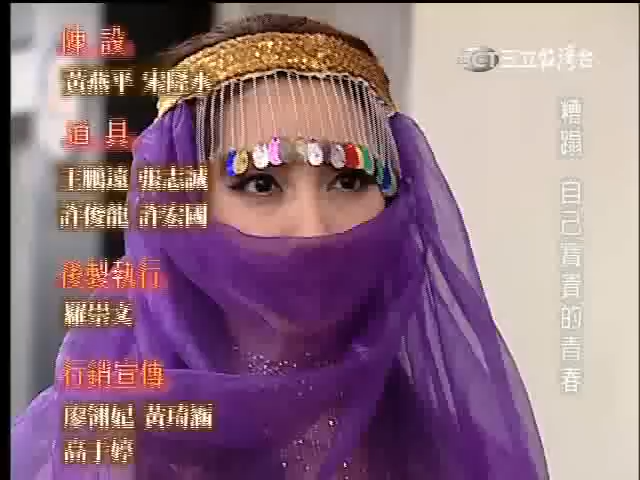 陳設
黃燕平 宋隆水
道具
王鵬遠 張志誠
許俊龍 許宏國
後製執行
羅崇文
行銷宣傳
廖翎妃 黃琦涵
高于婷
三立台灣台
糟蹋 自己青青的青春